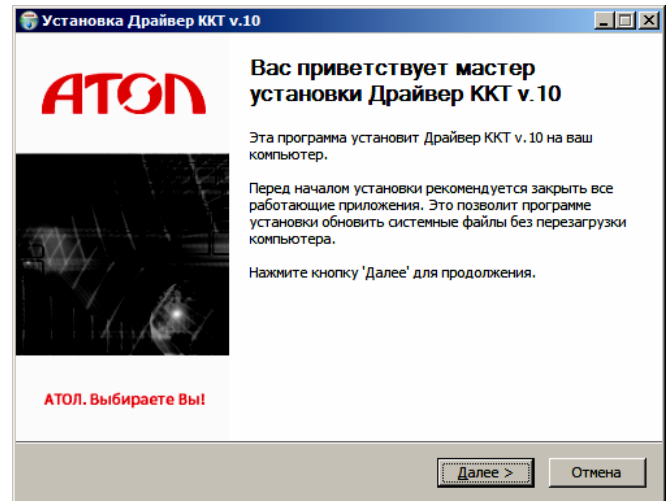 Установка Драйвер ККТ v.10
АТОЛ
Вас приветствует мастер
установки Драйвер ККТ v.10
Эта программа установит Драйвер ККТ v.10 на ваш
компьютер.
Перед началом установки рекомендуется закрыть все
работающие приложения. Это позволит программе
установки обновить системные файлы без перезагрузки
компьютера.
Нажмите кнопку 'Далее' для продолжения.
АТОЛ. Выбираете Вы!
Далее >
Отмена